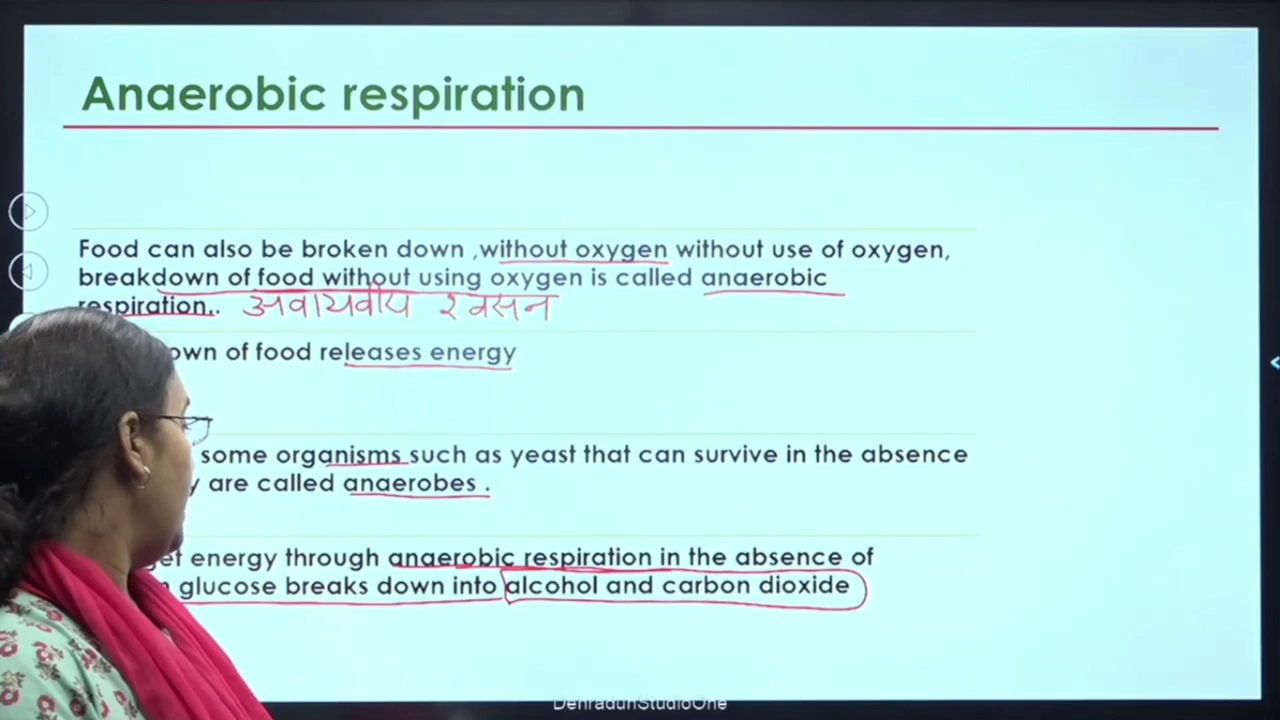 Anaerobic respiration
Food can also be broken down ,without oxygen without use of oxygen,
breakdown of food without using oxygen is called anaerobic
respiration.. अवायवीय श्वसन
of food releases energy
some organisms such as yeast that can survive in the absence
are called anaerobes .
energy through anaerobic respiration in the absence of
glucose breaks down into alcohol and carbon dioxide
DehradunStudioOne